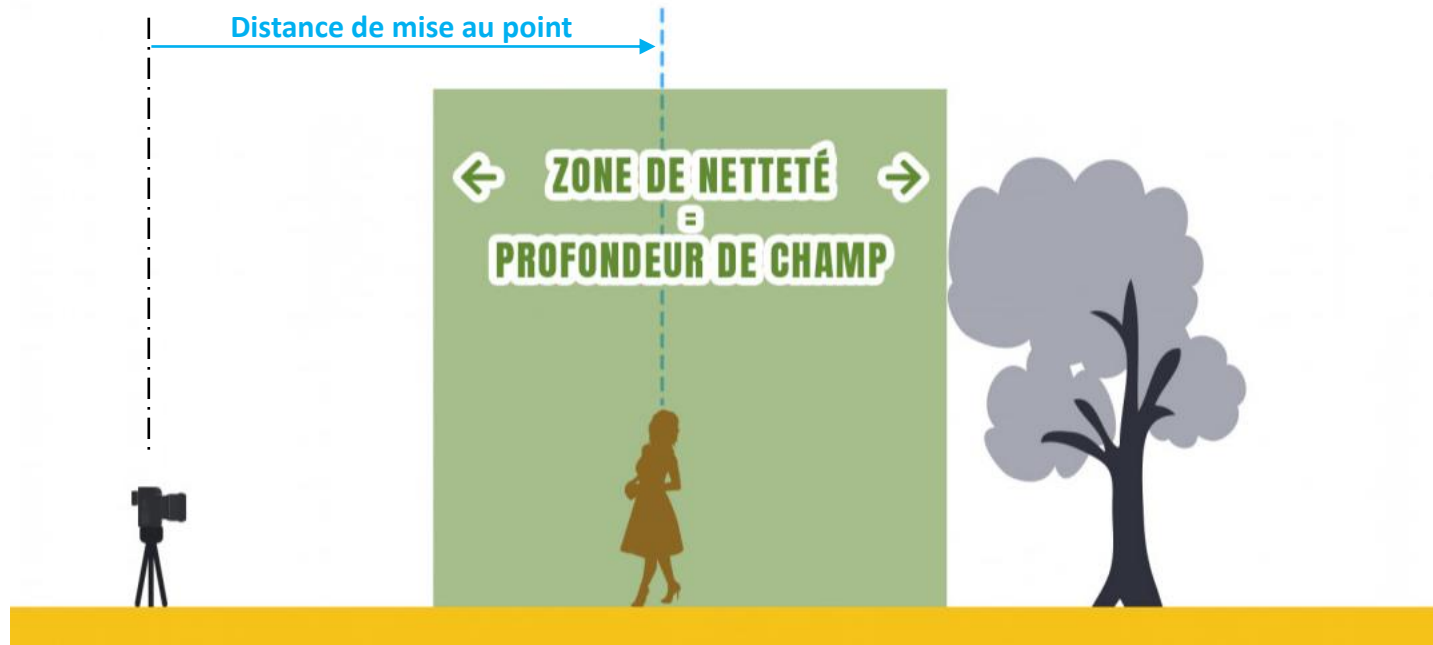 Distance de mise au point
ZONE DE NETTETÉ
=
PROFONDEUR DE CHAMP